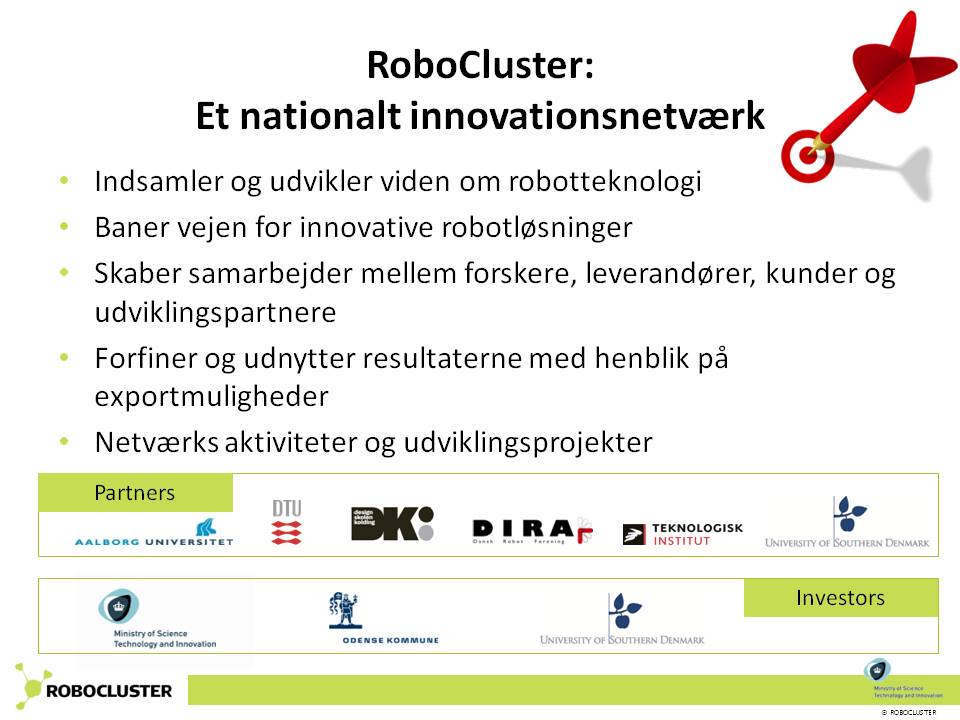 RoboCluster:
Et nationalt innovationsnetværk
• Indsamler og udvikler viden om robotteknologi
• Baner vejen for innovative robotløsninger
• Skaber samarbejder mellem forskere, leverandører, kunder og
udviklingspartnere
• Forfiner og udnytter resultaterne med henblik på
exportmuligheder
• Netværks aktiviteter og udviklingsprojekter
Partners
AALBORG UNIVERSITET
DTU
design
skolen
kolding
DK:
DIRA
Dansk Robot Forening
TEKNOLOGISK
INSTITUT
UNIVERSITY OF SOUTHERN DENMARK
Investors
Ministry of Science
Technology and Innovation
ODENSE KOMMUNE
UNIVERSITY OF SOUTHERN DENMARK
ROBOCLUSTER
Ministry of Science
Technology and Innovation
© ROBOCLUSTER